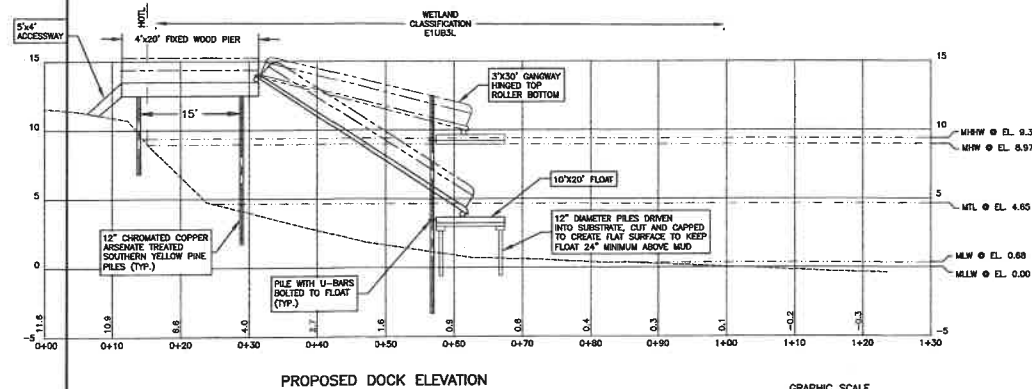 WETLAND
CLASSIFICATION
E1UB3L
HOTL
5'x4'
ACCESSWAY
4'x20' FIXED WOOD PIER
15
15
3'X30' GANGWAY
HINGED TOP
ROLLER BOTTOM
15'
10
10
MHHW @ EL. 9.3
MHW @ EL. 8.97
10'X20' FLOAT
5
5
MTL @ EL. 4.65
12" CHROMATED COPPER
ARSENATE TREATED
SOUTHERN YELLOW PINE
PILES (TYP.)
12" DIAMETER PILES DRIVEN
INTO SUBSTRATE, CUT AND CAPPED
TO CREATE FLAT SURFACE TO KEEP
FLOAT 24" MINIMUM ABOVE MUD
PILE WITH U-BARS
BOLTED TO FLOAT
(TYP.)
0
0
MLW @ EL. 0.68
MLLW @ EL. 0.00
11.6 10.9 6.6 4.0 1.6 0.9 0.6 0.4 0.3 0.1 -0.2 -0.3
-5
-5
0+00 0+10 0+20 0+30 0+40 0+50 0+60 0+70 0+80 0+90 1+00 1+10 1+20 1+30
PROPOSED DOCK ELEVATION
GRAPHIC SCALE